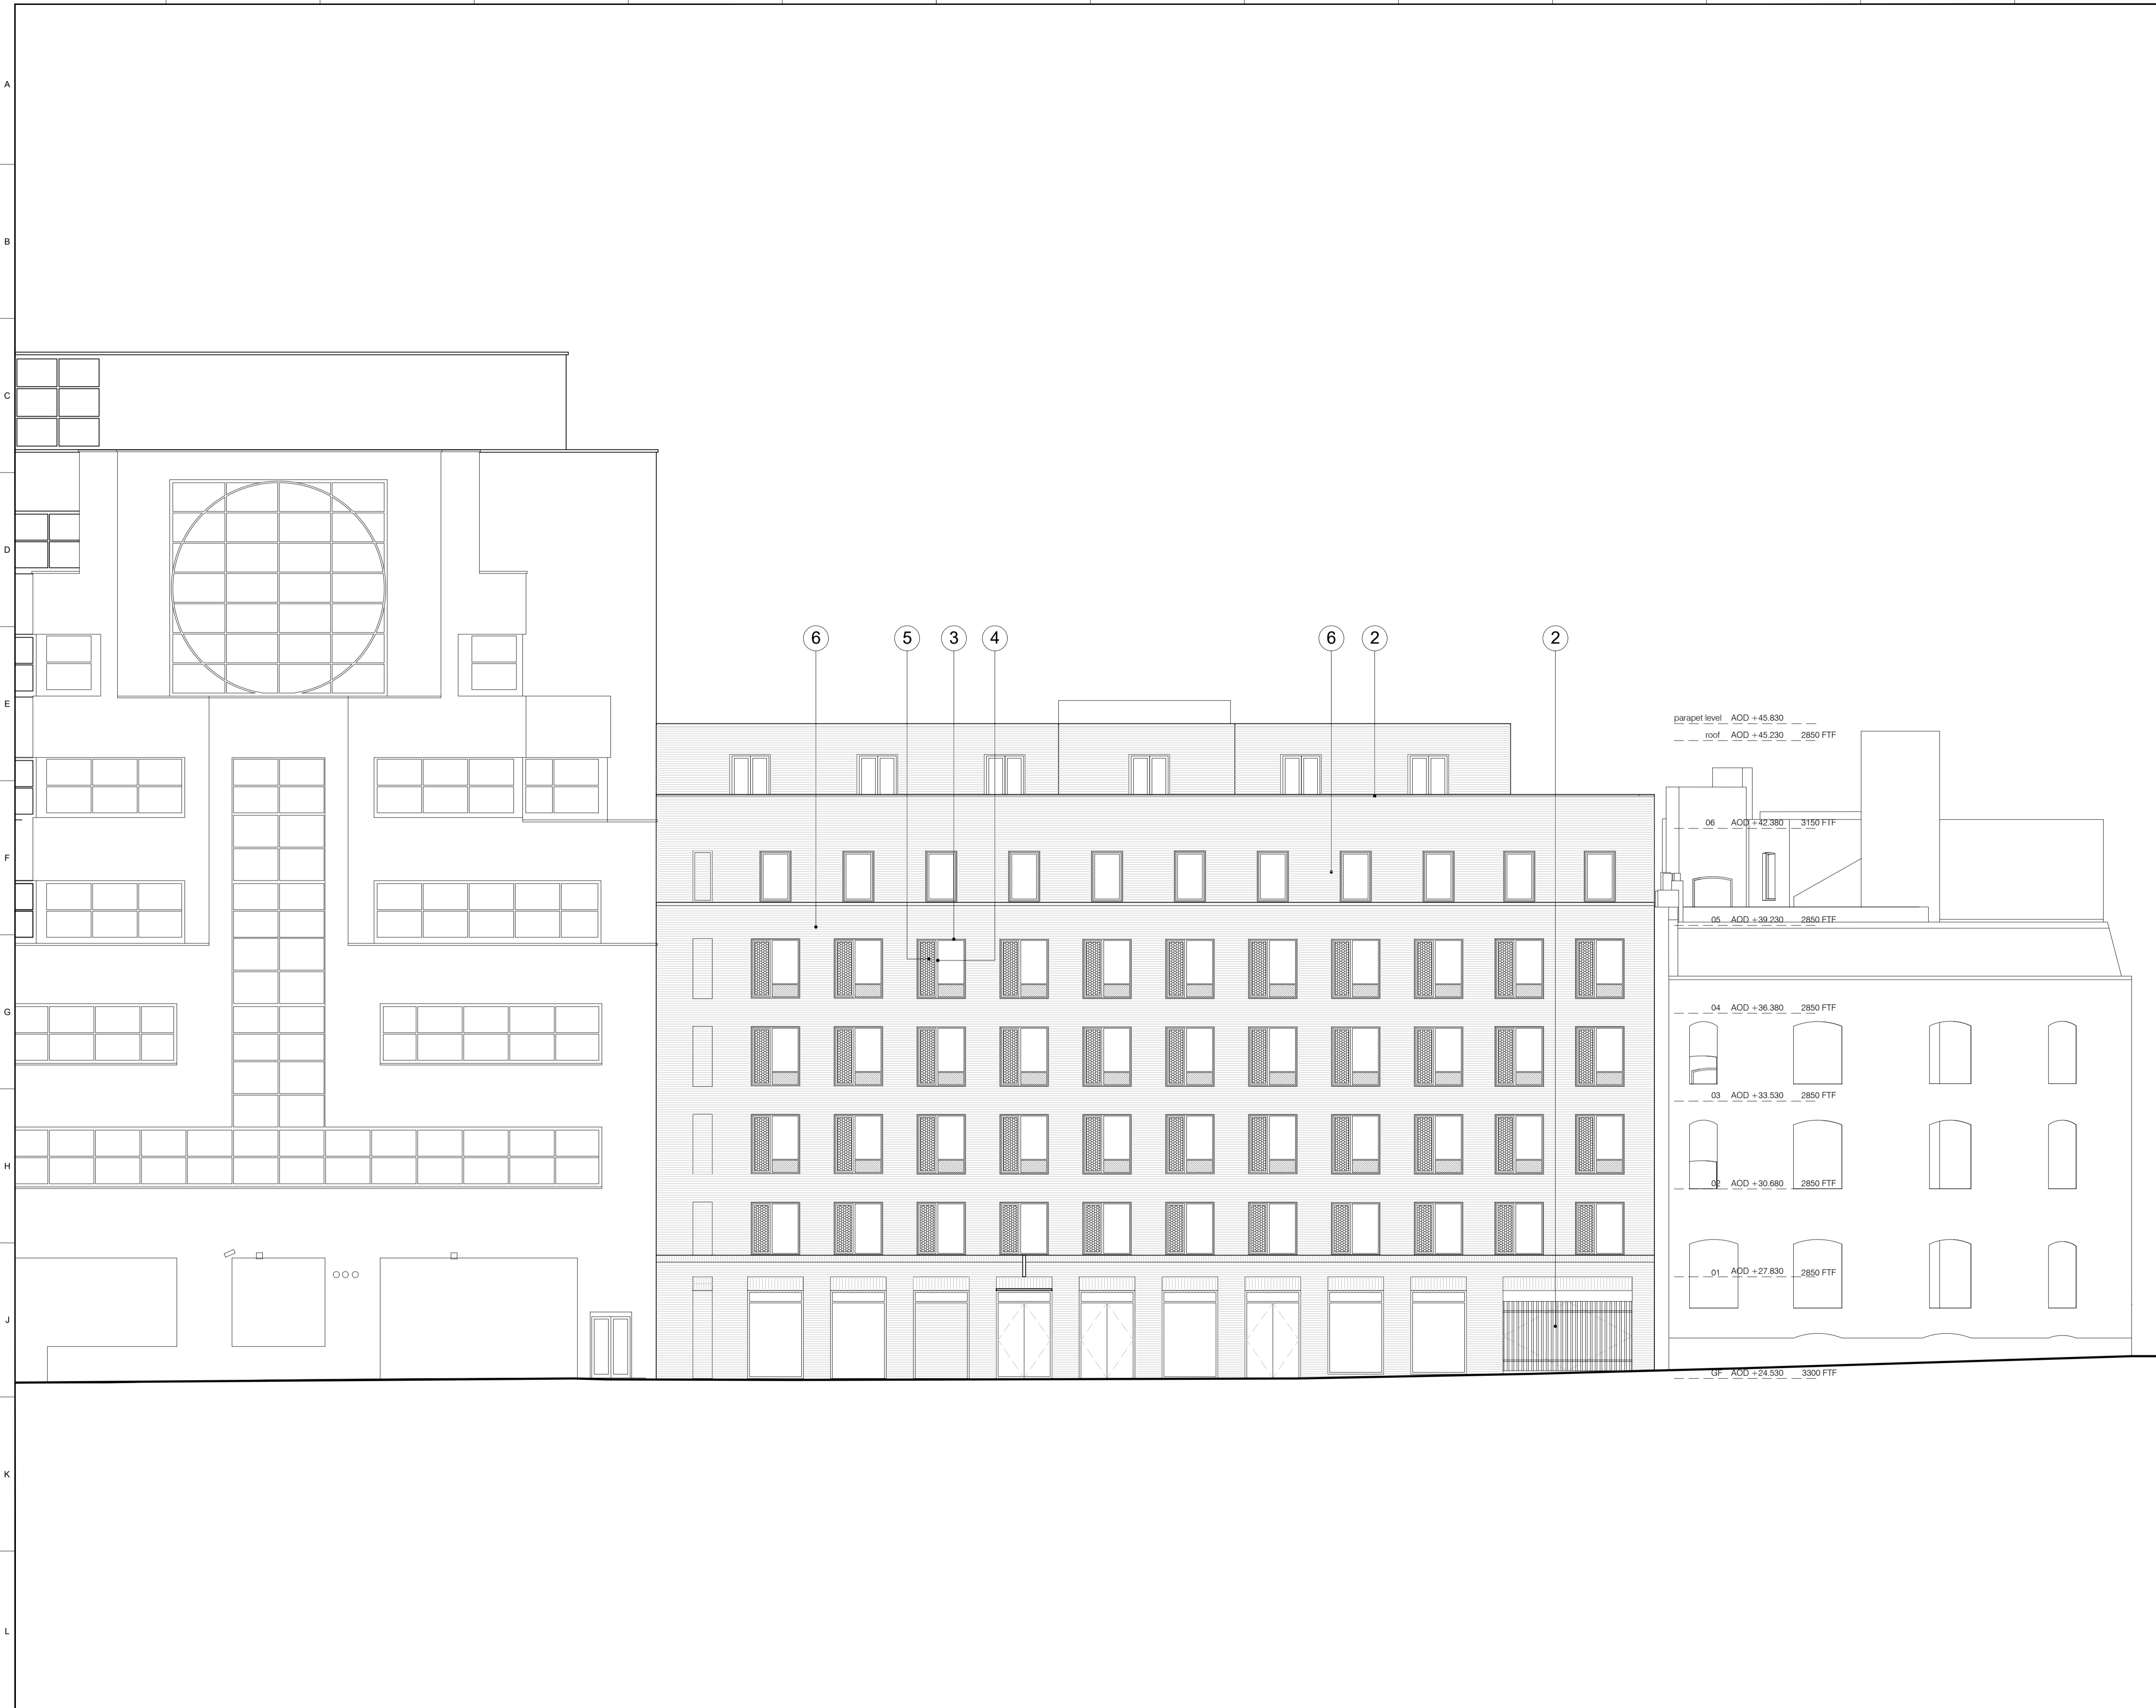 A
B
C
D
E
F
G
H
J
K
L
6 5 3 4 6 2 2
parapet level AOD +45.830
roof AOD +45.230 2850 FTF
06 AOD +42.380 3150 FTF
05 AOD +39.230 2850 FTF
04 AOD +36.380 2850 FTF
03 AOD +33.530 2850 FTF
02 AOD +30.680 2850 FTF
01 AOD +27.830 2850 FTF
GF AOD +24.530 3300 FTF